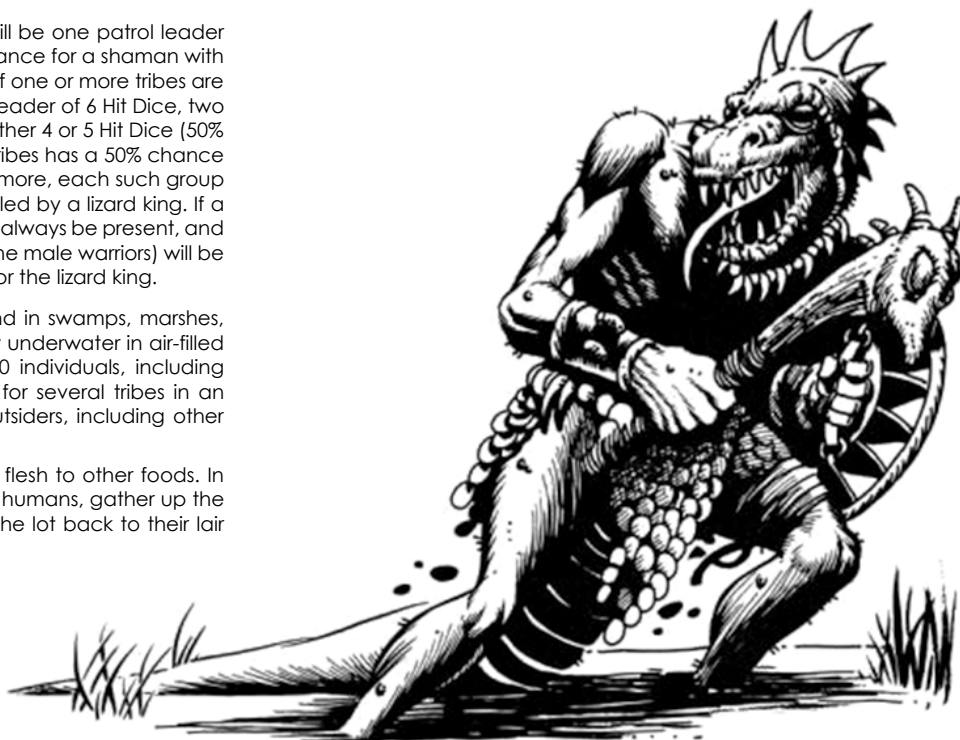 ill be one patrol leader
ance for a shaman with
f one or more tribes are
eader of 6 Hit Dice, two
ther 4 or 5 Hit Dice (50%
ribes has a 50% chance
more, each such group
led by a lizard king. If a
always be present, and
he male warriors) will be
or the lizard king.
nd in swamps, marshes,
underwater in air-filled
0 individuals, including
for several tribes in an
utsiders, including other
flesh to other foods. In
humans, gather up the
he lot back to their lair